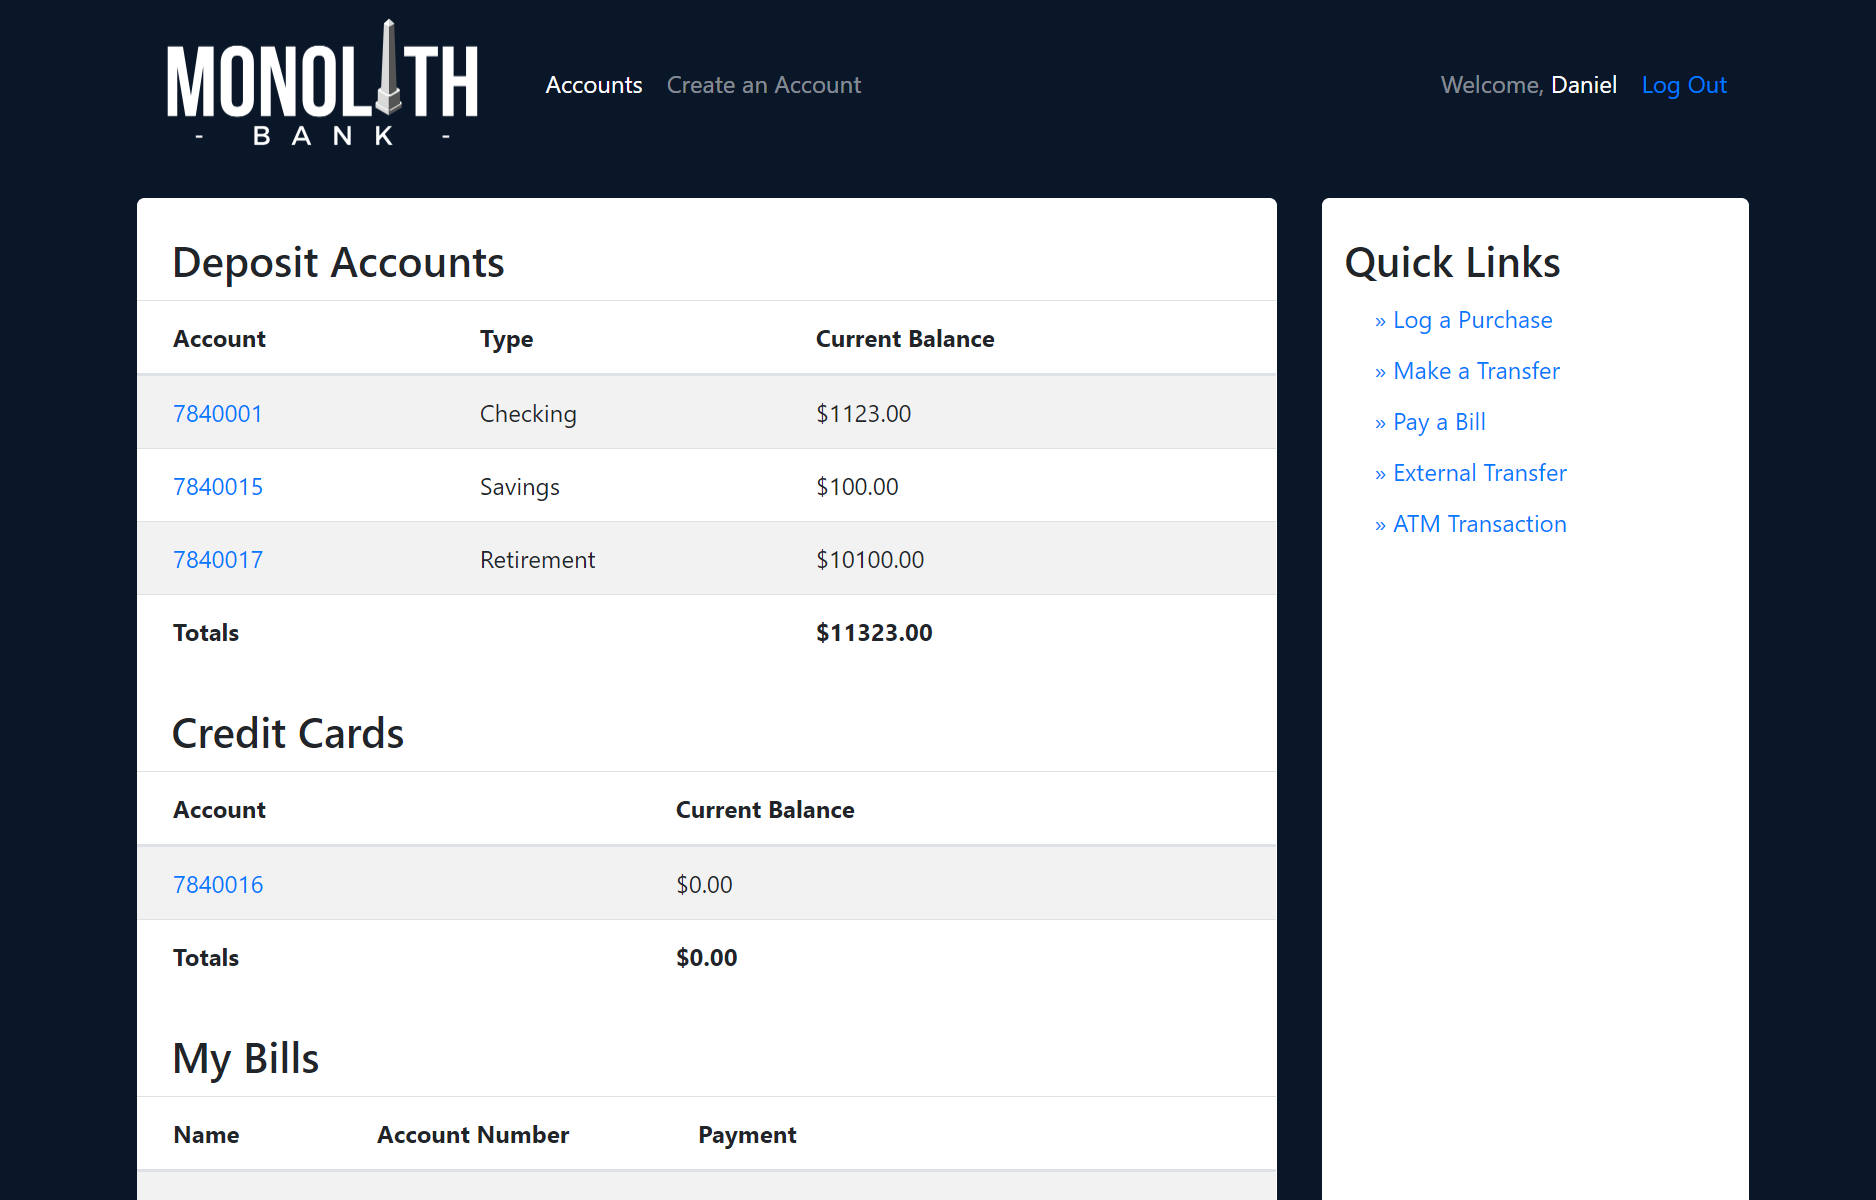 MONOLITH
- BANK -
Accounts Create an Account
Welcome, Daniel Log Out
Deposit Accounts
Account Type Current Balance
7840001 Checking $1123.00
7840015 Savings $100.00
7840017 Retirement $10100.00
Totals $11323.00
Credit Cards
Account Current Balance
7840016 $0.00
Totals $0.00
My Bills
Name Account Number Payment
Quick Links
» Log a Purchase
» Make a Transfer
» Pay a Bill
» External Transfer
» ATM Transaction